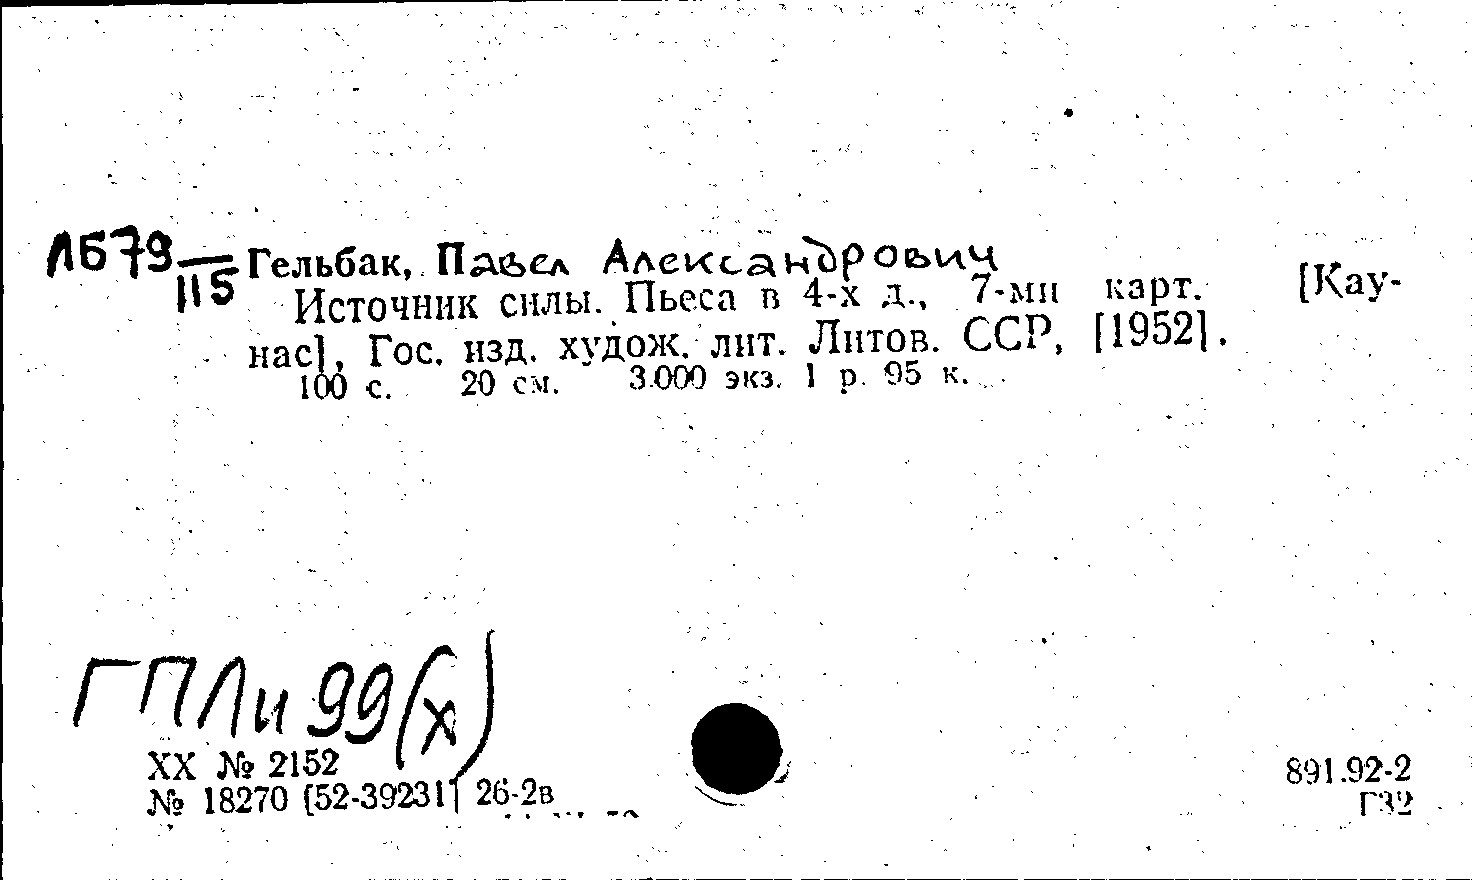 ЛБ79
115
Гельбак, Павел Александрович
Источник силы. Пьеса в 4-х д., 7-ми карт. [Кау-
нас], Гос. изд. худож. лит. Литов. ССР, [1952].
100 с. 20 см. 3.000 экз. 1 р. 95 к.
ГПЛи 99(х)
XX № 2152
№ 18270 [52-39231] 26-2в
891.92-2
Г32